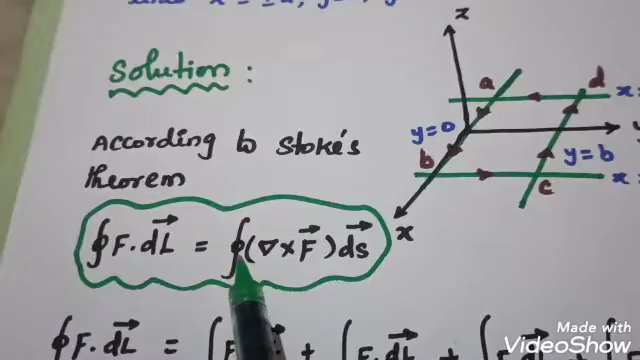 Solution :
z
a
d
x
According to Stoke's
y=0
theorem
b
y=b
x
c
x
∮F.dL⃗ = ∮(∇×F⃗)ds⃗
∮F.dL⃗ = ∫ + ∫ + ∫
Made with
VideoShow